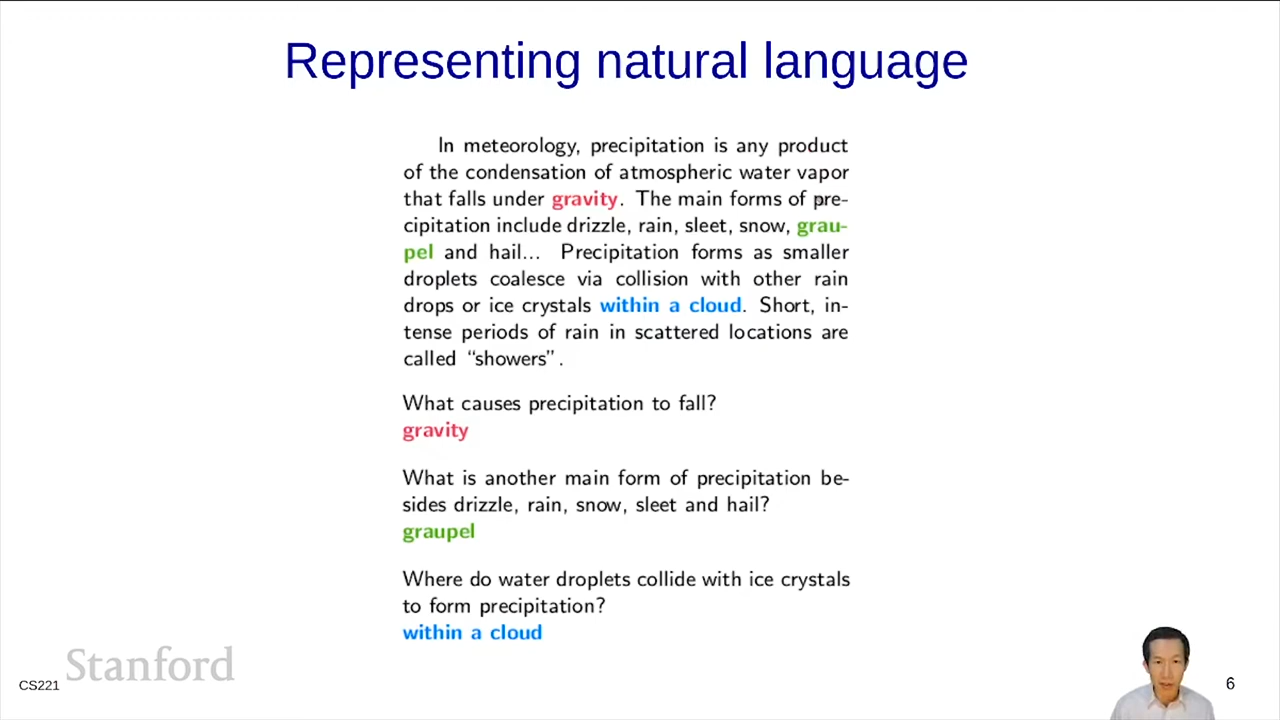 Representing natural language
In meteorology, precipitation is any product
of the condensation of atmospheric water vapor
that falls under gravity. The main forms of pre-
cipitation include drizzle, rain, sleet, snow, grau-
pel and hail... Precipitation forms as smaller
droplets coalesce via collision with other rain
drops or ice crystals within a cloud. Short, in-
tense periods of rain in scattered locations are
called “showers”.
What causes precipitation to fall?
gravity
What is another main form of precipitation be-
sides drizzle, rain, snow, sleet and hail?
graupel
Where do water droplets collide with ice crystals
to form precipitation?
within a cloud
Stanford
CS221
6